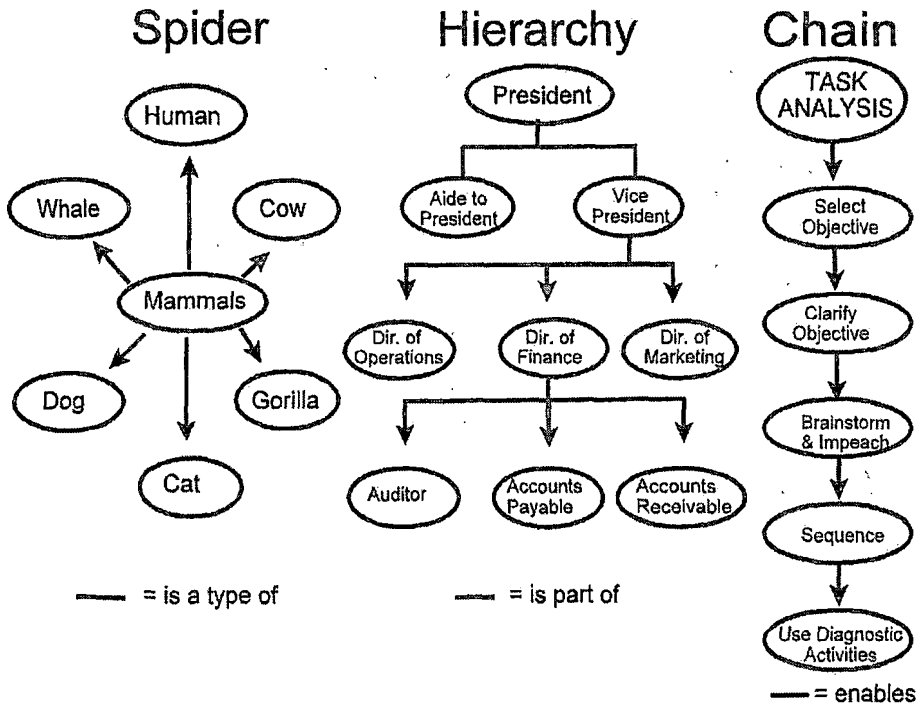 Spider
Human
Whale
Cow
Mammals
Dog
Gorilla
Cat
= is a type of
Hierarchy
President
Aide to
President
Vice
President
Dir. of
Operations
Dir. of
Finance
Dir. of
Marketing
Auditor
Accounts
Payable
Accounts
Receivable
= is part of
Chain
TASK
ANALYSIS
Select
Objective
Clarify
Objective
Brainstorm
& Impeach
Sequence
Use Diagnostic
Activities
= enables